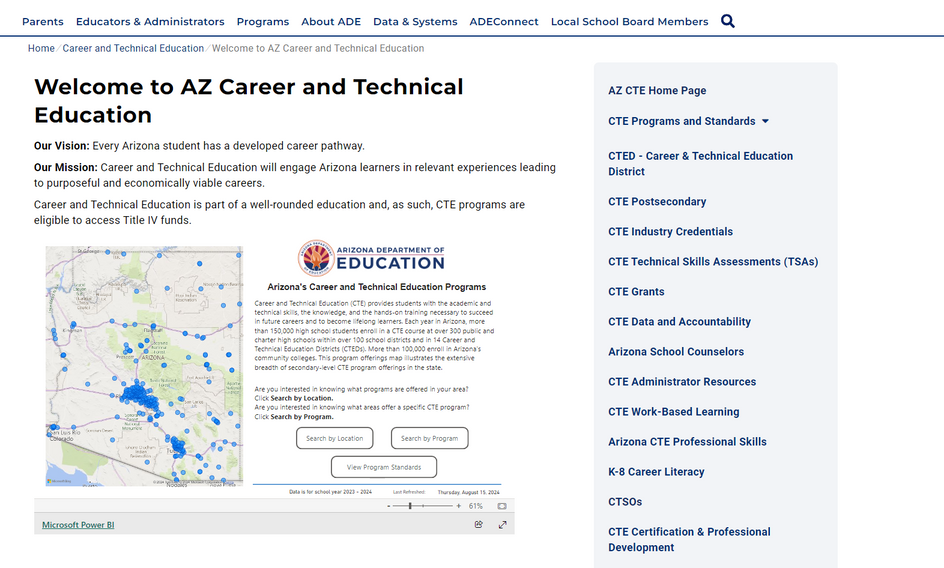 Parents Educators & Administrators Programs About ADE Data & Systems ADEConnect Local School Board Members
Home / Career and Technical Education / Welcome to AZ Career and Technical Education
Welcome to AZ Career and Technical
Education
Our Vision: Every Arizona student has a developed career pathway.
Our Mission: Career and Technical Education will engage Arizona learners in relevant experiences leading
to purposeful and economically viable careers.
Career and Technical Education is part of a well-rounded education and, as such, CTE programs are
eligible to access Title IV funds.
ARIZONA
ARIZONA DEPARTMENT OF
EDUCATION
Arizona's Career and Technical Education Programs
Career and Technical Education (CTE) provides students with the academic and
technical skills, the knowledge, and the hands-on training necessary to succeed
in future careers and to become lifelong learners. Each year in Arizona, more
than 150,000 high school students enroll in a CTE course at over 300 public and
charter high schools within over 100 school districts and in 14 Career and
Technical Education Districts (CTEDs). More than 100,000 enroll in Arizona's
community colleges. This program offerings map illustrates the extensive
breadth of secondary-level CTE program offerings in the state.
Are you interested in knowing what programs are offered in your area?
Click Search by Location.
Are you interested in knowing what areas offer a specific CTE program?
Click Search by Program.
Search by Location Search by Program
View Program Standards
Data is for school year 2023 - 2024 Last Refreshed: Thursday, August 15, 2024
- + 61%
Microsoft Power BI
AZ CTE Home Page
CTE Programs and Standards
CTED - Career & Technical Education
District
CTE Postsecondary
CTE Industry Credentials
CTE Technical Skills Assessments (TSAs)
CTE Grants
CTE Data and Accountability
Arizona School Counselors
CTE Administrator Resources
CTE Work-Based Learning
Arizona CTE Professional Skills
K-8 Career Literacy
CTSOs
CTE Certification & Professional
Development